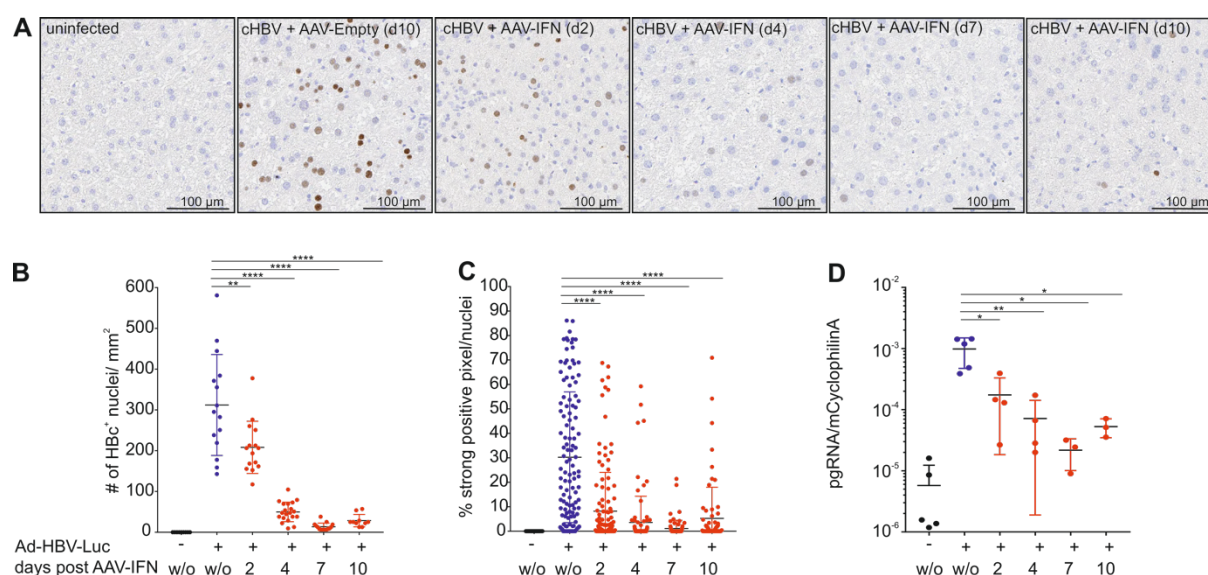 A
uninfected
cHBV + AAV-Empty (d10)
cHBV + AAV-IFN (d2)
cHBV + AAV-IFN (d4)
cHBV + AAV-IFN (d7)
cHBV + AAV-IFN (d10)
100 µm
100 µm
100 µm
100 µm
100 µm
100 µm
B
****
****
****
**
# of HBc⁺ nuclei/ mm²
600
500
400
300
200
100
0
Ad-HBV-Luc - + + + + +
days post AAV-IFN w/o w/o 2 4 7 10
C
****
****
****
****
% strong positive pixel/nuclei
100
90
80
70
60
50
40
30
20
10
0
- + + + + +
w/o w/o 2 4 7 10
D
*
*
**
*
pgRNA/mCyclophilinA
10⁻²
10⁻³
10⁻⁴
10⁻⁵
10⁻⁶
- + + + + +
w/o w/o 2 4 7 10